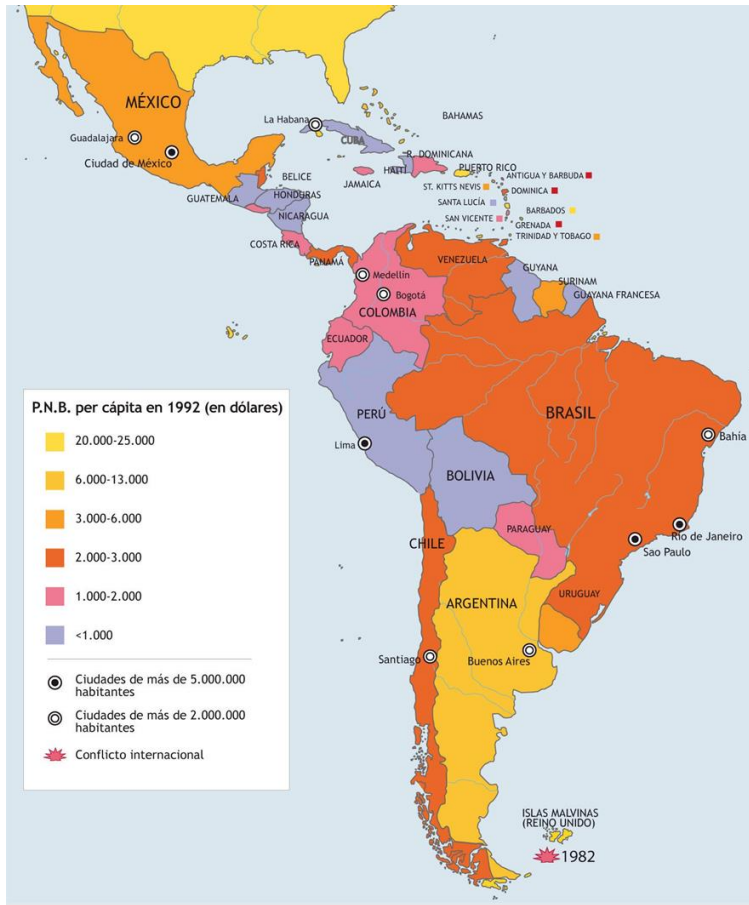 MÉXICO
Guadalajara
Ciudad de México
La Habana
CUBA
BAHAMAS
R. DOMINICANA
HAITÍ
JAMAICA
PUERTO RICO
ANTIGUA Y BARBUDA
ST. KITTS NEVIS
DOMINICA
SANTA LUCÍA
BARBADOS
SAN VICENTE
GRENADA
TRINIDAD Y TOBAGO
BELICE
GUATEMALA
HONDURAS
NICARAGUA
COSTA RICA
PANAMÁ
VENEZUELA
GUYANA
SURINAM
GUAYANA FRANCESA
Medellín
Bogotá
COLOMBIA
ECUADOR
PERÚ
Lima
BRASIL
Bahía
BOLIVIA
PARAGUAY
Río de Janeiro
Sao Paulo
CHILE
URUGUAY
ARGENTINA
Santiago
Buenos Aires
ISLAS MALVINAS
(REINO UNIDO)
1982
P.N.B. per cápita en 1992 (en dólares)
20.000-25.000
6.000-13.000
3.000-6.000
2.000-3.000
1.000-2.000
<1.000
Ciudades de más de 5.000.000
habitantes
Ciudades de más de 2.000.000
habitantes
Conflicto internacional